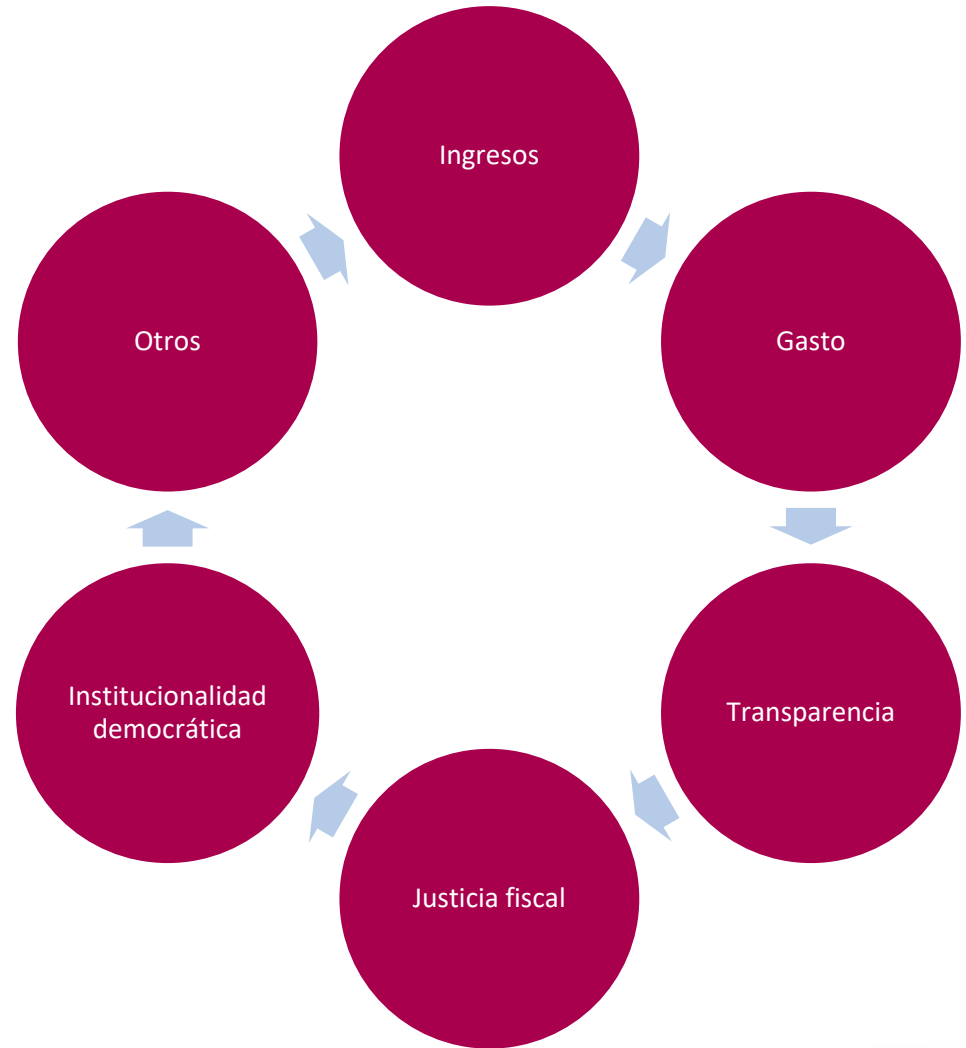 Ingresos
Gasto
Transparencia
Justicia fiscal
Institucionalidad
democrática
Otros